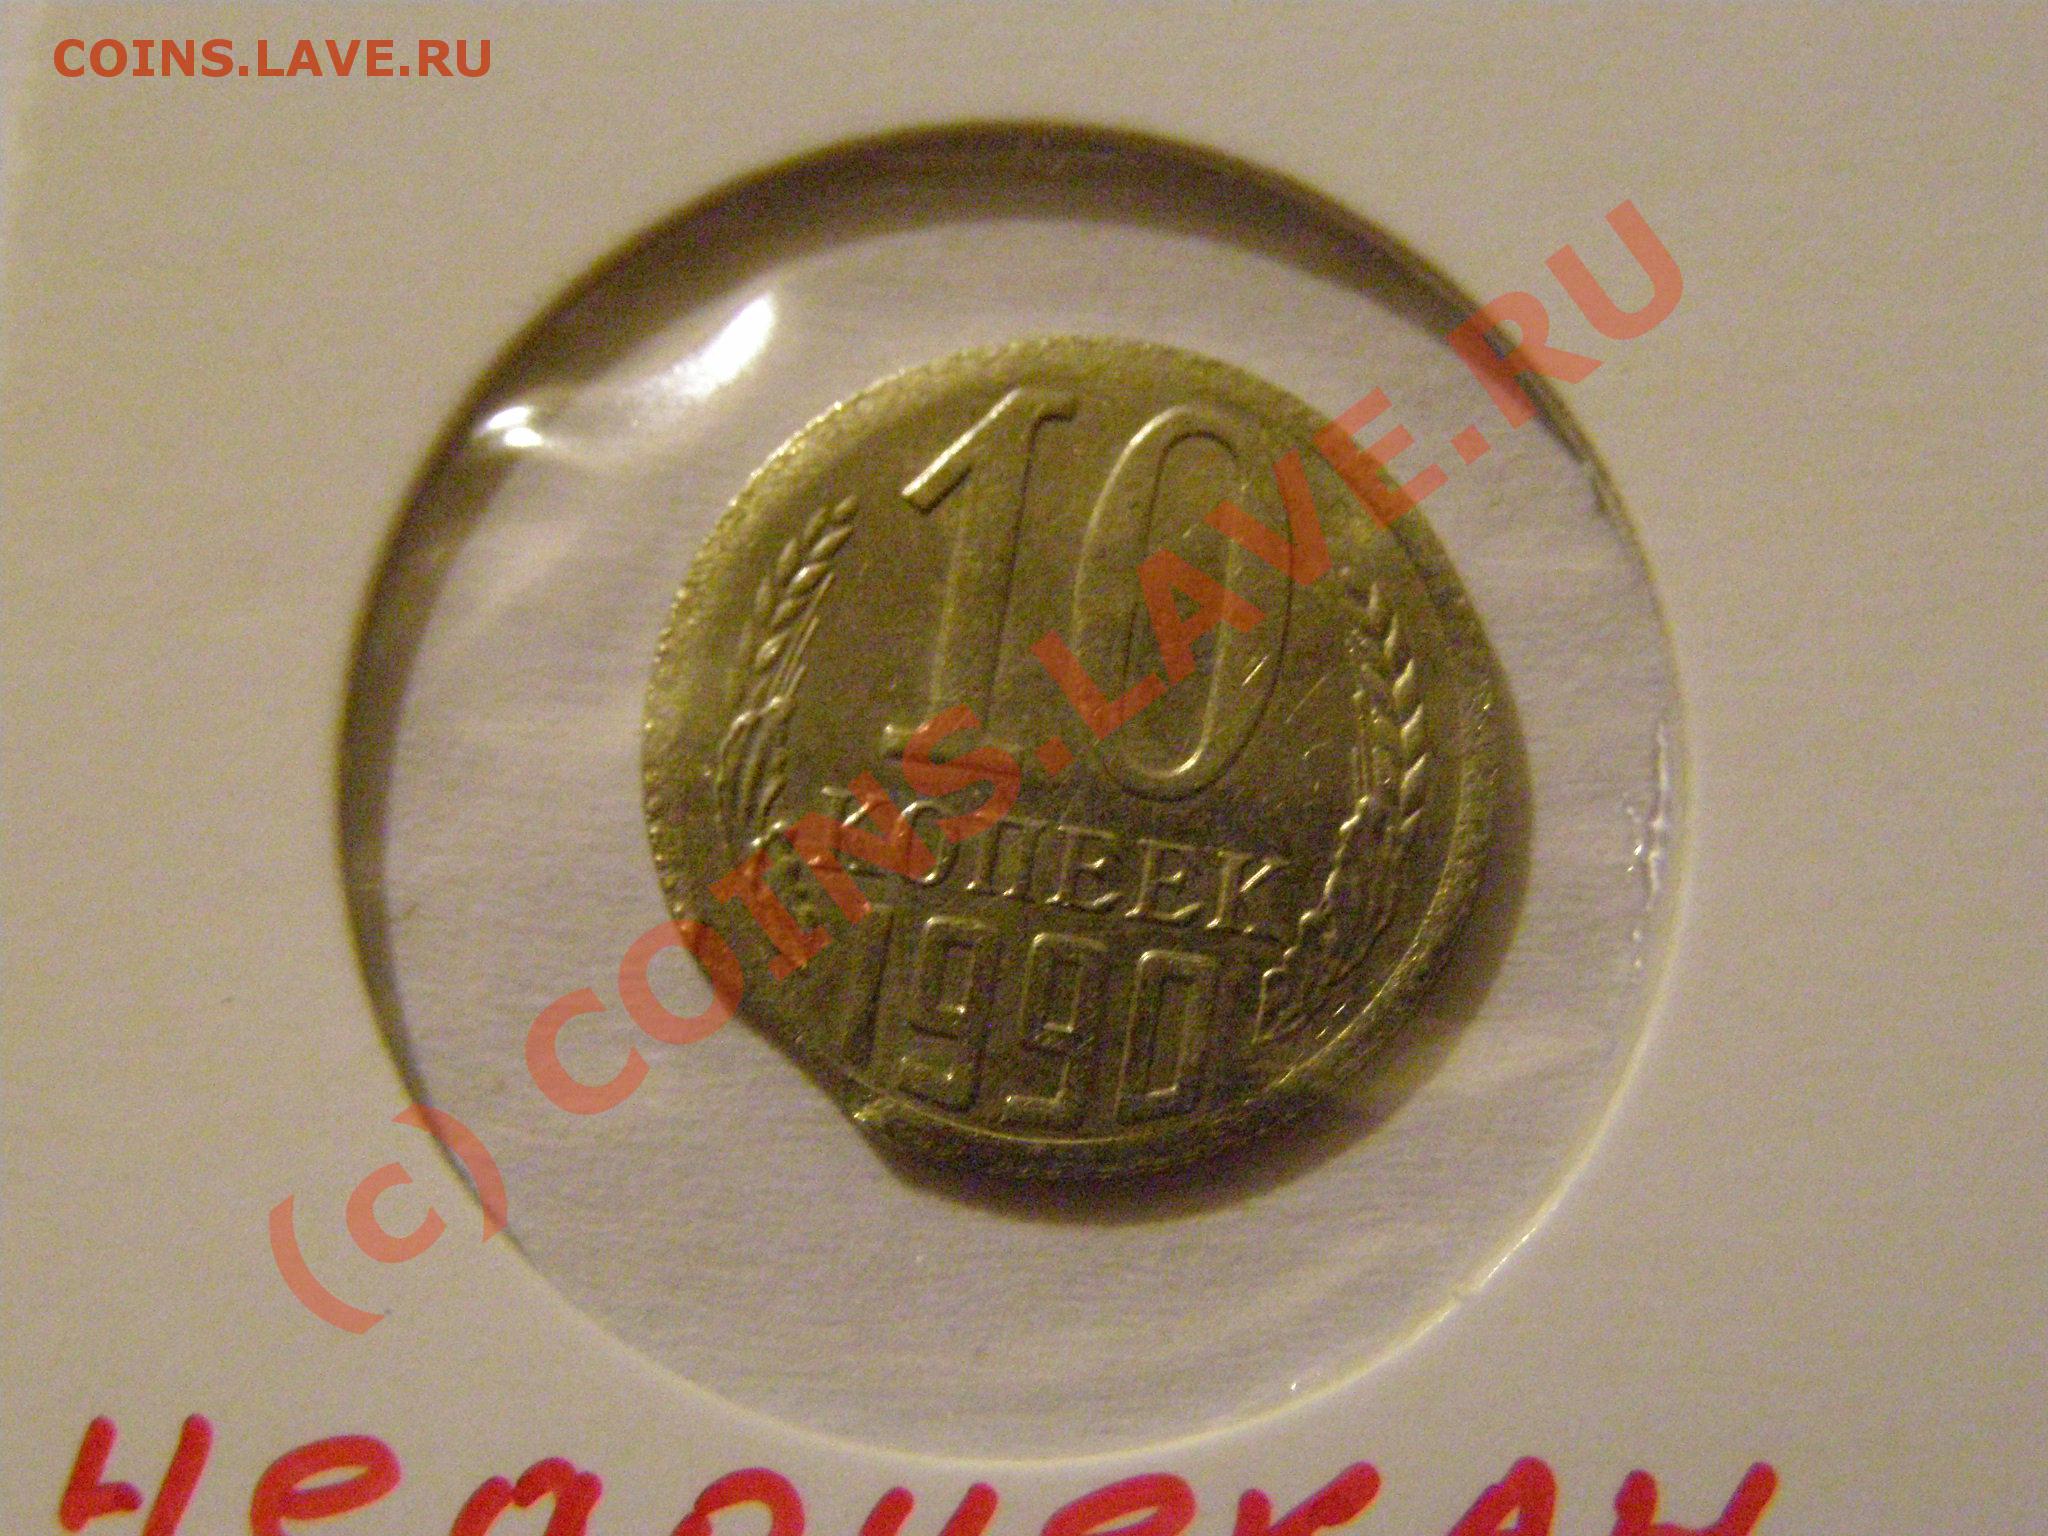 COINS.LAVE.RU
10
КОПЕЕК
1990
(c) COINS.LAVE.RU
недочекан